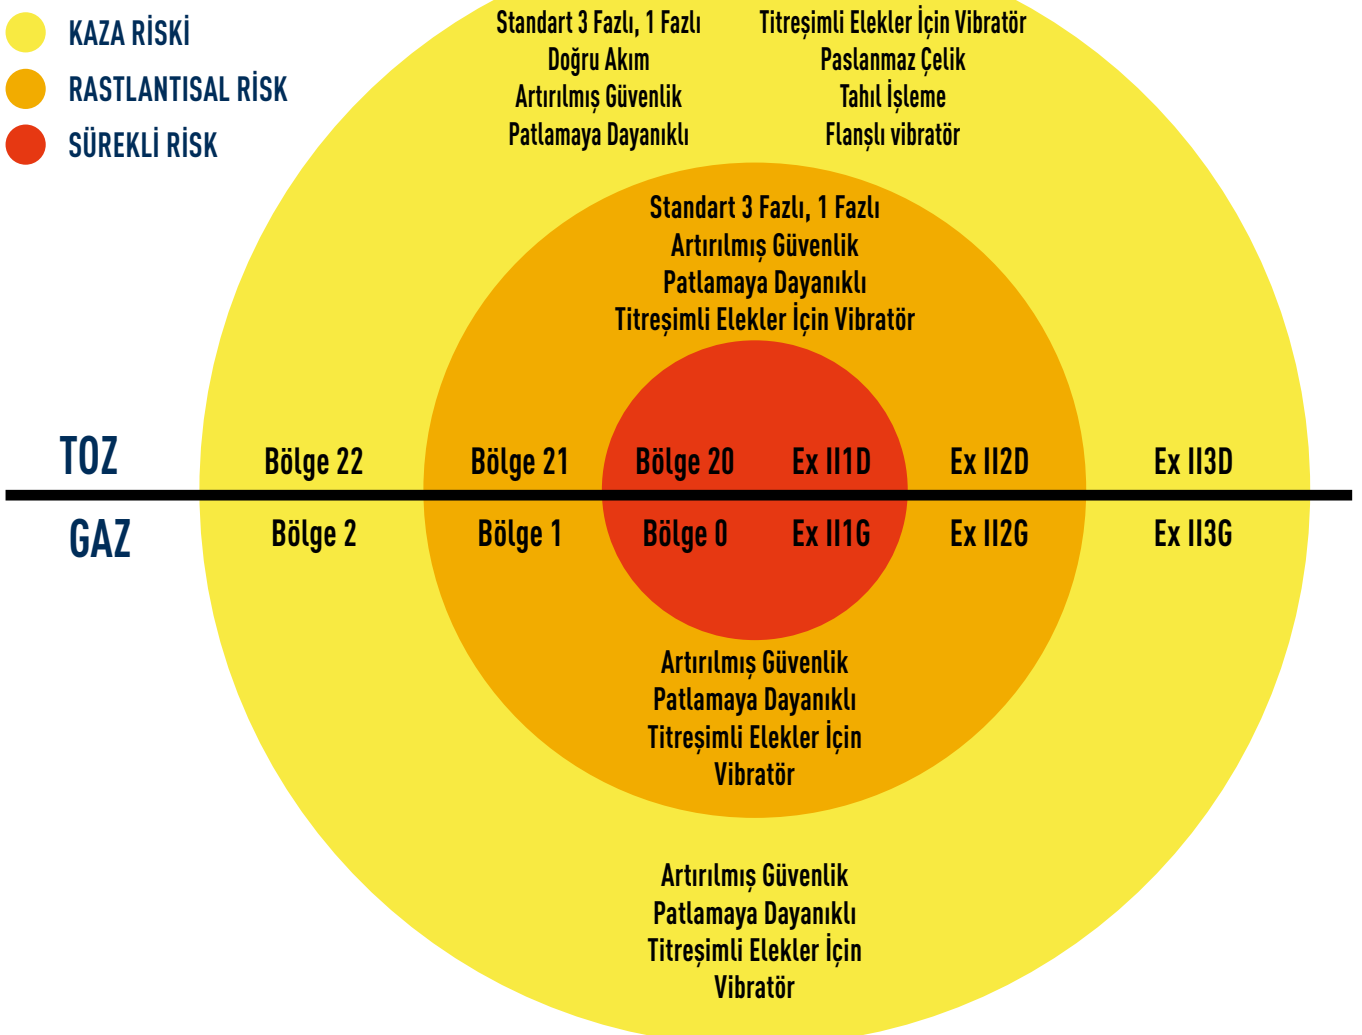 KAZA RİSKİ
RASTLANTISAL RİSK
SÜREKLİ RİSK
Standart 3 Fazlı, 1 Fazlı
Doğru Akım
Artırılmış Güvenlik
Patlamaya Dayanıklı
Titreşimli Elekler İçin Vibratör
Paslanmaz Çelik
Tahıl İşleme
Flanşlı vibratör
Standart 3 Fazlı, 1 Fazlı
Artırılmış Güvenlik
Patlamaya Dayanıklı
Titreşimli Elekler İçin Vibratör
TOZ Bölge 22 Bölge 21 Bölge 20 Ex II1D Ex II2D Ex II3D
GAZ Bölge 2 Bölge 1 Bölge 0 Ex II1G Ex II2G Ex II3G
Artırılmış Güvenlik
Patlamaya Dayanıklı
Titreşimli Elekler İçin
Vibratör
Artırılmış Güvenlik
Patlamaya Dayanıklı
Titreşimli Elekler İçin
Vibratör